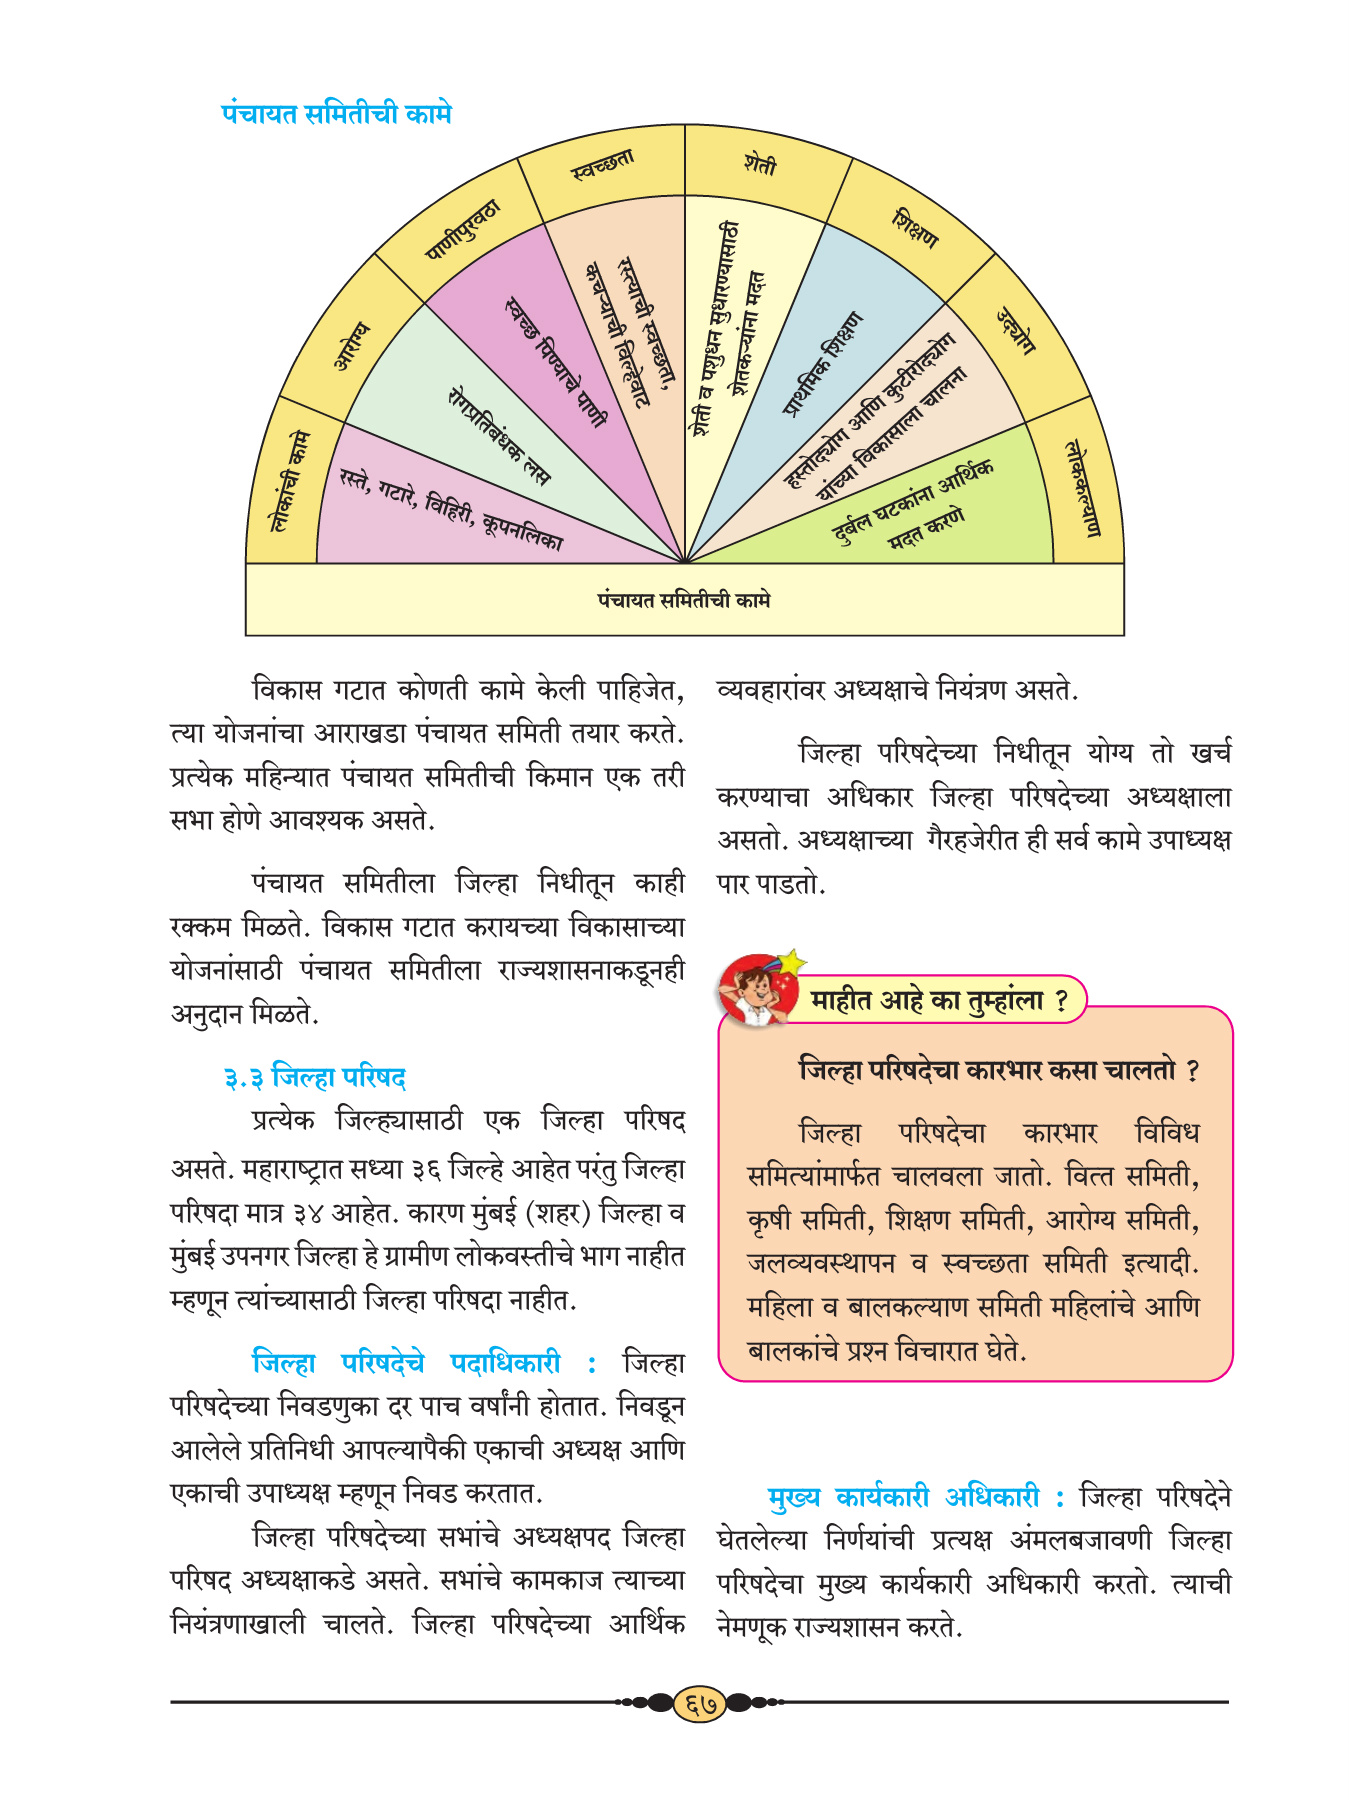 पंचायत समितीची कामे
लोकांची कामे
आरोग्य
पाणीपुरवठा
स्वच्छता
शेती
शिक्षण
उद्योग
लोककल्याण
रस्ते, गटारे, विहिरी, कूपनलिका
रोगप्रतिबंधक लस
स्वच्छ पिण्याचे पाणी
रस्त्याची स्वच्छता,
कचऱ्याची विल्हेवाट
शेती व पशुधन सुधारण्यासाठी
शेतकऱ्यांना मदत
प्राथमिक शिक्षण
हस्तोद्योग आणि कुटीरोद्योग
यांच्या विकासाला चालना
दुर्बल घटकांना आर्थिक
मदत करणे
पंचायत समितीची कामे
विकास गटात कोणती कामे केली पाहिजेत,
त्या योजनांचा आराखडा पंचायत समिती तयार करते.
प्रत्येक महिन्यात पंचायत समितीची किमान एक तरी
सभा होणे आवश्यक असते.
पंचायत समितीला जिल्हा निधीतून काही
रक्कम मिळते. विकास गटात करायच्या विकासाच्या
योजनांसाठी पंचायत समितीला राज्यशासनाकडूनही
अनुदान मिळते.
३.३ जिल्हा परिषद
प्रत्येक जिल्ह्यासाठी एक जिल्हा परिषद
असते. महाराष्ट्रात सध्या ३६ जिल्हे आहेत परंतु जिल्हा
परिषदा मात्र ३४ आहेत. कारण मुंबई (शहर) जिल्हा व
मुंबई उपनगर जिल्हा हे ग्रामीण लोकवस्तीचे भाग नाहीत
म्हणून त्यांच्यासाठी जिल्हा परिषदा नाहीत.
जिल्हा परिषदेचे पदाधिकारी : जिल्हा
परिषदेच्या निवडणुका दर पाच वर्षांनी होतात. निवडून
आलेले प्रतिनिधी आपल्यापैकी एकाची अध्यक्ष आणि
एकाची उपाध्यक्ष म्हणून निवड करतात.
जिल्हा परिषदेच्या सभांचे अध्यक्षपद जिल्हा
परिषद अध्यक्षाकडे असते. सभांचे कामकाज त्याच्या
नियंत्रणाखाली चालते. जिल्हा परिषदेच्या आर्थिक
व्यवहारांवर अध्यक्षाचे नियंत्रण असते.
जिल्हा परिषदेच्या निधीतून योग्य तो खर्च
करण्याचा अधिकार जिल्हा परिषदेच्या अध्यक्षाला
असतो. अध्यक्षाच्या गैरहजेरीत ही सर्व कामे उपाध्यक्ष
पार पाडतो.
माहीत आहे का तुम्हांला ?
जिल्हा परिषदेचा कारभार कसा चालतो ?
जिल्हा परिषदेचा कारभार विविध
समित्यांमार्फत चालवला जातो. वित्त समिती,
कृषी समिती, शिक्षण समिती, आरोग्य समिती,
जलव्यवस्थापन व स्वच्छता समिती इत्यादी.
महिला व बालकल्याण समिती महिलांचे आणि
बालकांचे प्रश्न विचारात घेते.
मुख्य कार्यकारी अधिकारी : जिल्हा परिषदेने
घेतलेल्या निर्णयांची प्रत्यक्ष अंमलबजावणी जिल्हा
परिषदेचा मुख्य कार्यकारी अधिकारी करतो. त्याची
नेमणूक राज्यशासन करते.
६७